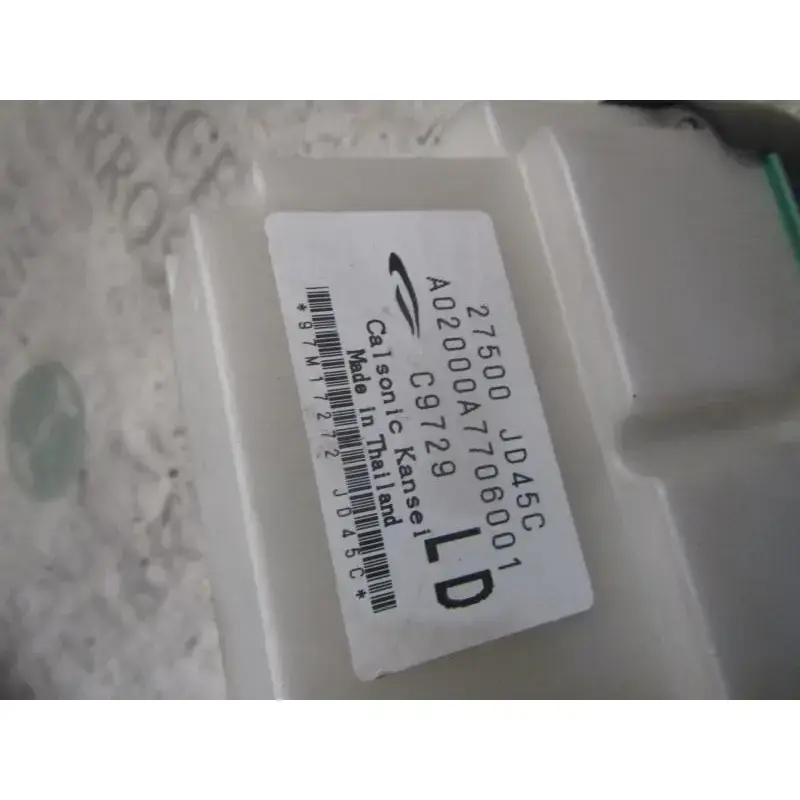 27500 JD45C
A02000A7706001
C9729 LD
Calsonic Kansei
Made in Thailand
*97M17272 JD45C*